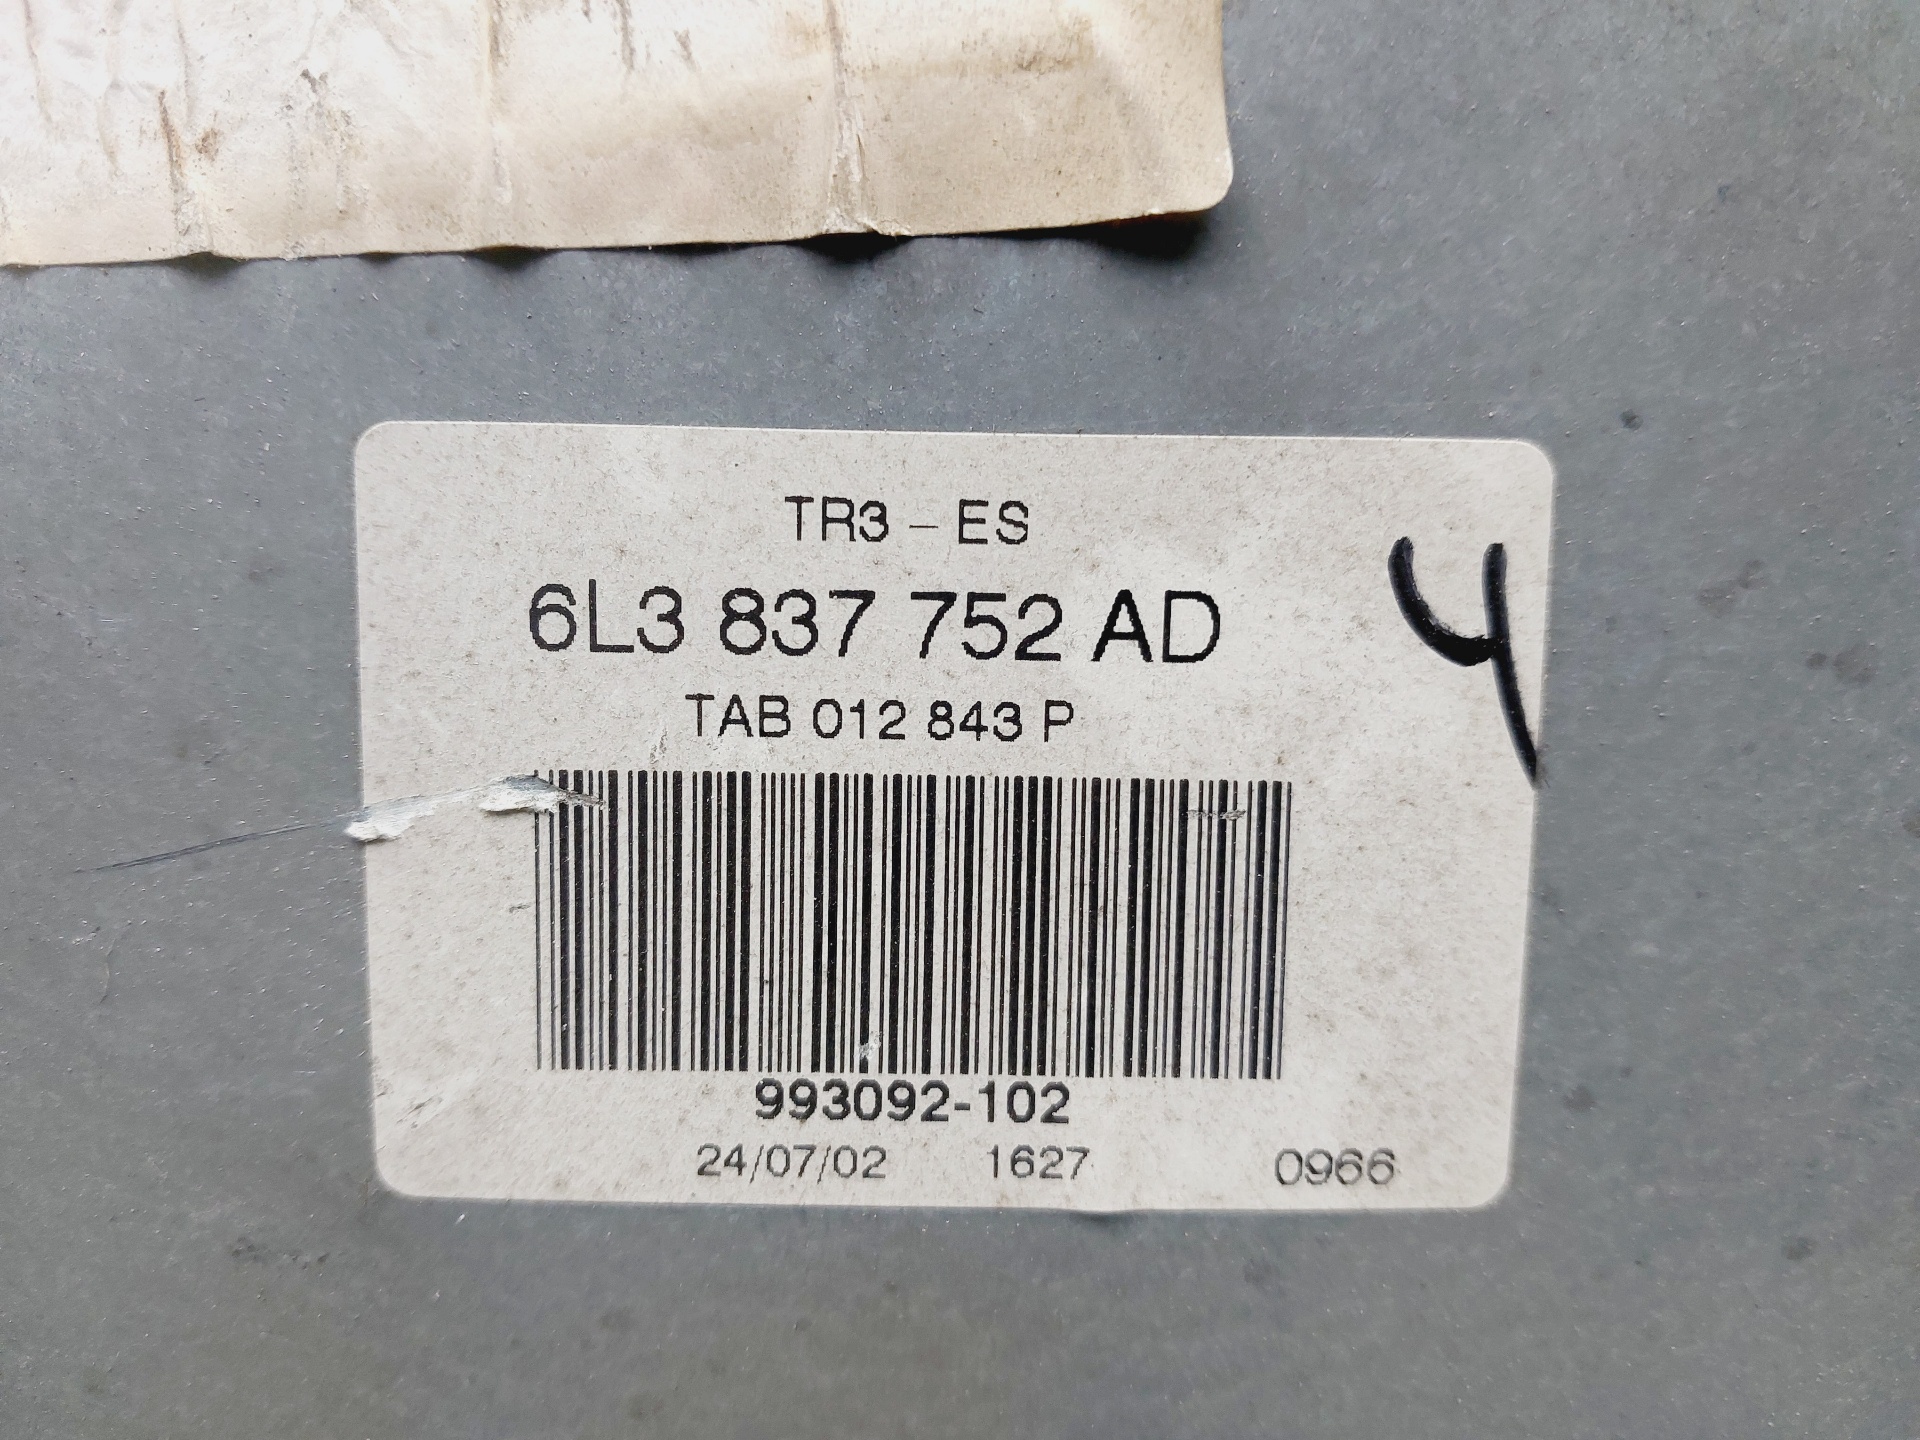 TR3 - ES
6L3 837 752 AD
4
TAB 012 843 P
993092-102
24/07/02 1627 0966